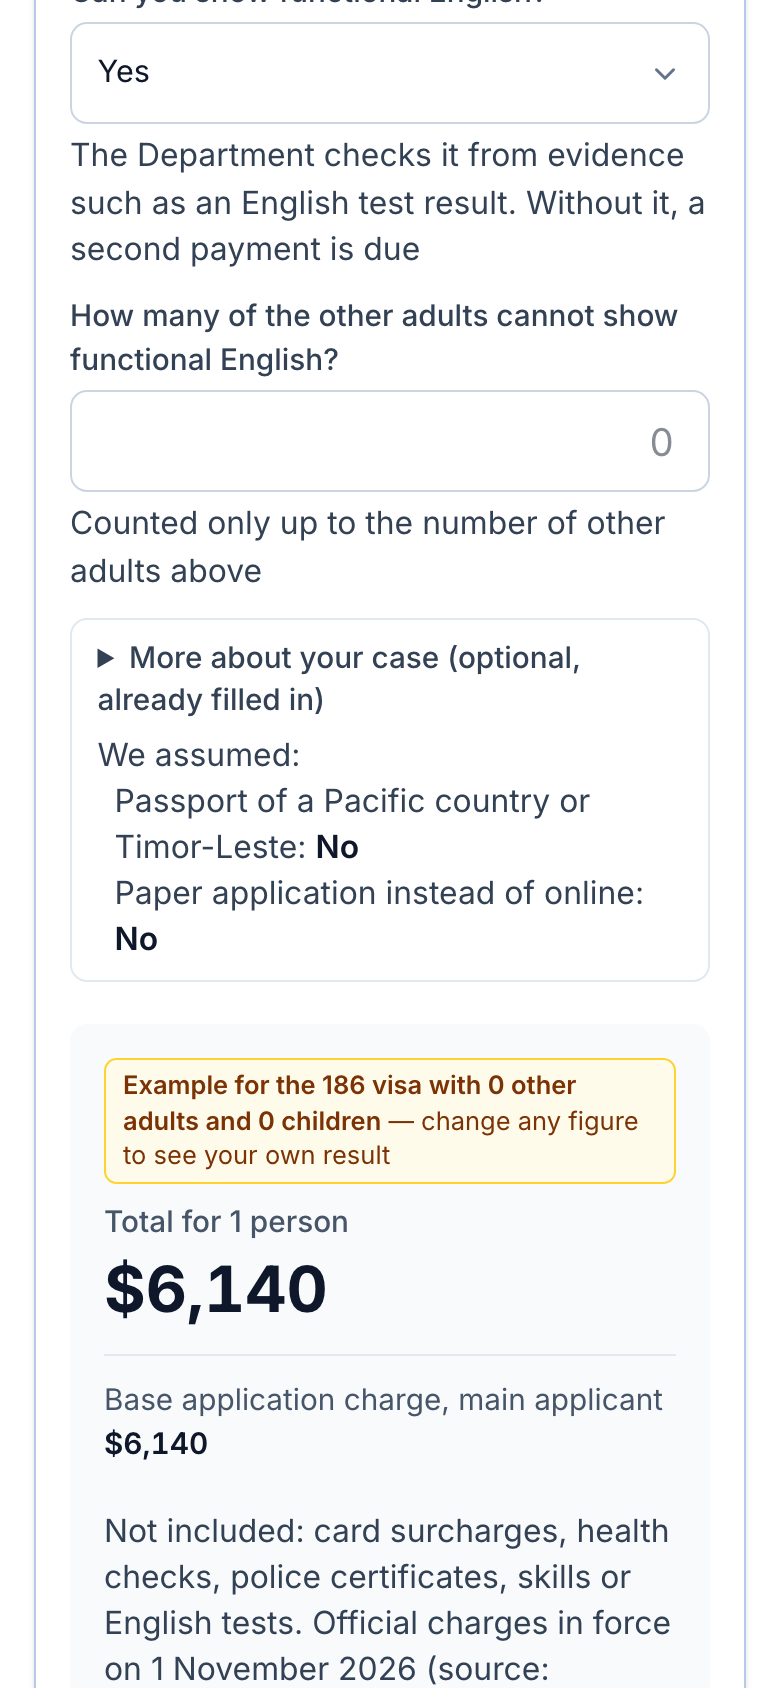 Can you show functional English?
Yes
The Department checks it from evidence
such as an English test result. Without it, a
second payment is due
How many of the other adults cannot show
functional English?
0
Counted only up to the number of other
adults above
▶ More about your case (optional,
already filled in)
We assumed:
Passport of a Pacific country or
Timor-Leste: No
Paper application instead of online:
No
Example for the 186 visa with 0 other
adults and 0 children — change any figure
to see your own result
Total for 1 person
$6,140
Base application charge, main applicant
$6,140
Not included: card surcharges, health
checks, police certificates, skills or
English tests. Official charges in force
on 1 November 2026 (source: